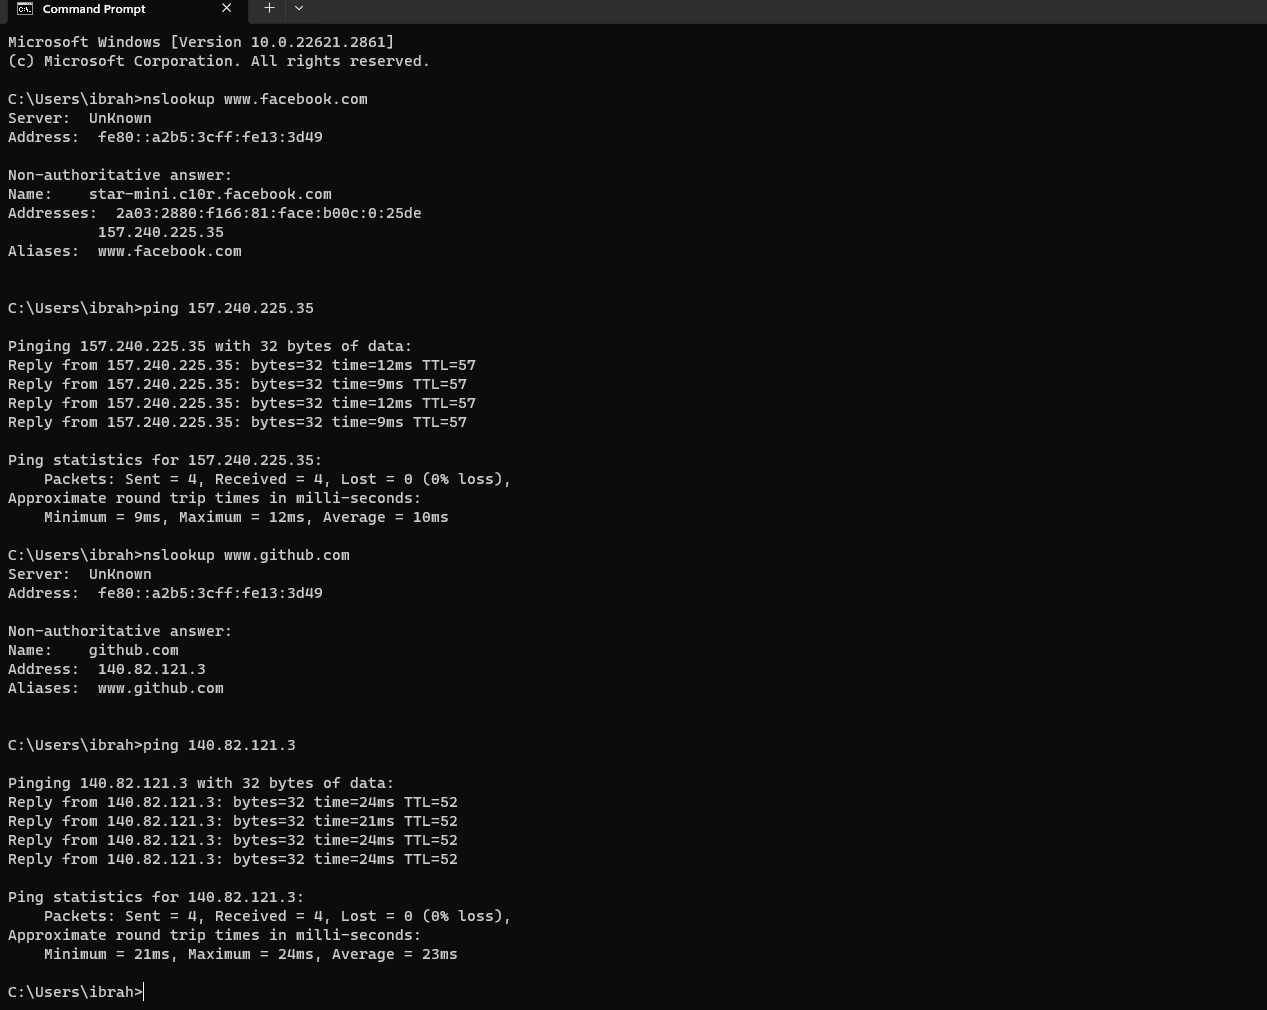 Command Prompt
Microsoft Windows [Version 10.0.22621.2861]
(c) Microsoft Corporation. All rights reserved.
C:\Users\ibrah>nslookup www.facebook.com
Server:  UnKnown
Address:  fe80::a2b5:3cff:fe13:3d49
Non-authoritative answer:
Name:    star-mini.c10r.facebook.com
Addresses:  2a03:2880:f166:81:face:b00c:0:25de
          157.240.225.35
Aliases:  www.facebook.com
C:\Users\ibrah>ping 157.240.225.35
Pinging 157.240.225.35 with 32 bytes of data:
Reply from 157.240.225.35: bytes=32 time=12ms TTL=57
Reply from 157.240.225.35: bytes=32 time=9ms TTL=57
Reply from 157.240.225.35: bytes=32 time=12ms TTL=57
Reply from 157.240.225.35: bytes=32 time=9ms TTL=57
Ping statistics for 157.240.225.35:
    Packets: Sent = 4, Received = 4, Lost = 0 (0% loss),
Approximate round trip times in milli-seconds:
    Minimum = 9ms, Maximum = 12ms, Average = 10ms
C:\Users\ibrah>nslookup www.github.com
Server:  UnKnown
Address:  fe80::a2b5:3cff:fe13:3d49
Non-authoritative answer:
Name:    github.com
Address:  140.82.121.3
Aliases:  www.github.com
C:\Users\ibrah>ping 140.82.121.3
Pinging 140.82.121.3 with 32 bytes of data:
Reply from 140.82.121.3: bytes=32 time=24ms TTL=52
Reply from 140.82.121.3: bytes=32 time=21ms TTL=52
Reply from 140.82.121.3: bytes=32 time=24ms TTL=52
Reply from 140.82.121.3: bytes=32 time=24ms TTL=52
Ping statistics for 140.82.121.3:
    Packets: Sent = 4, Received = 4, Lost = 0 (0% loss),
Approximate round trip times in milli-seconds:
    Minimum = 21ms, Maximum = 24ms, Average = 23ms
C:\Users\ibrah>